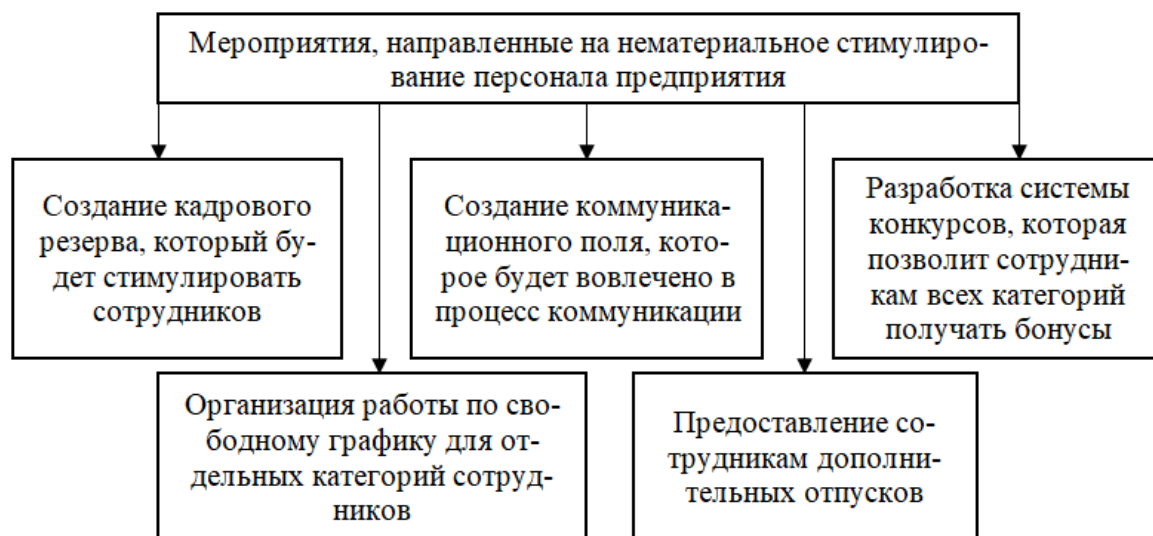 Мероприятия, направленные на нематериальное стимулиро-
вание персонала предприятия
Создание кадрового
резерва, который бу-
дет стимулировать
сотрудников
Создание коммуника-
ционного поля, кото-
рое будет вовлечено в
процесс коммуникации
Разработка системы
конкурсов, которая
позволит сотрудни-
кам всех категорий
получать бонусы
Организация работы по сво-
бодному графику для от-
дельных категорий сотруд-
ников
Предоставление со-
трудникам дополни-
тельных отпусков